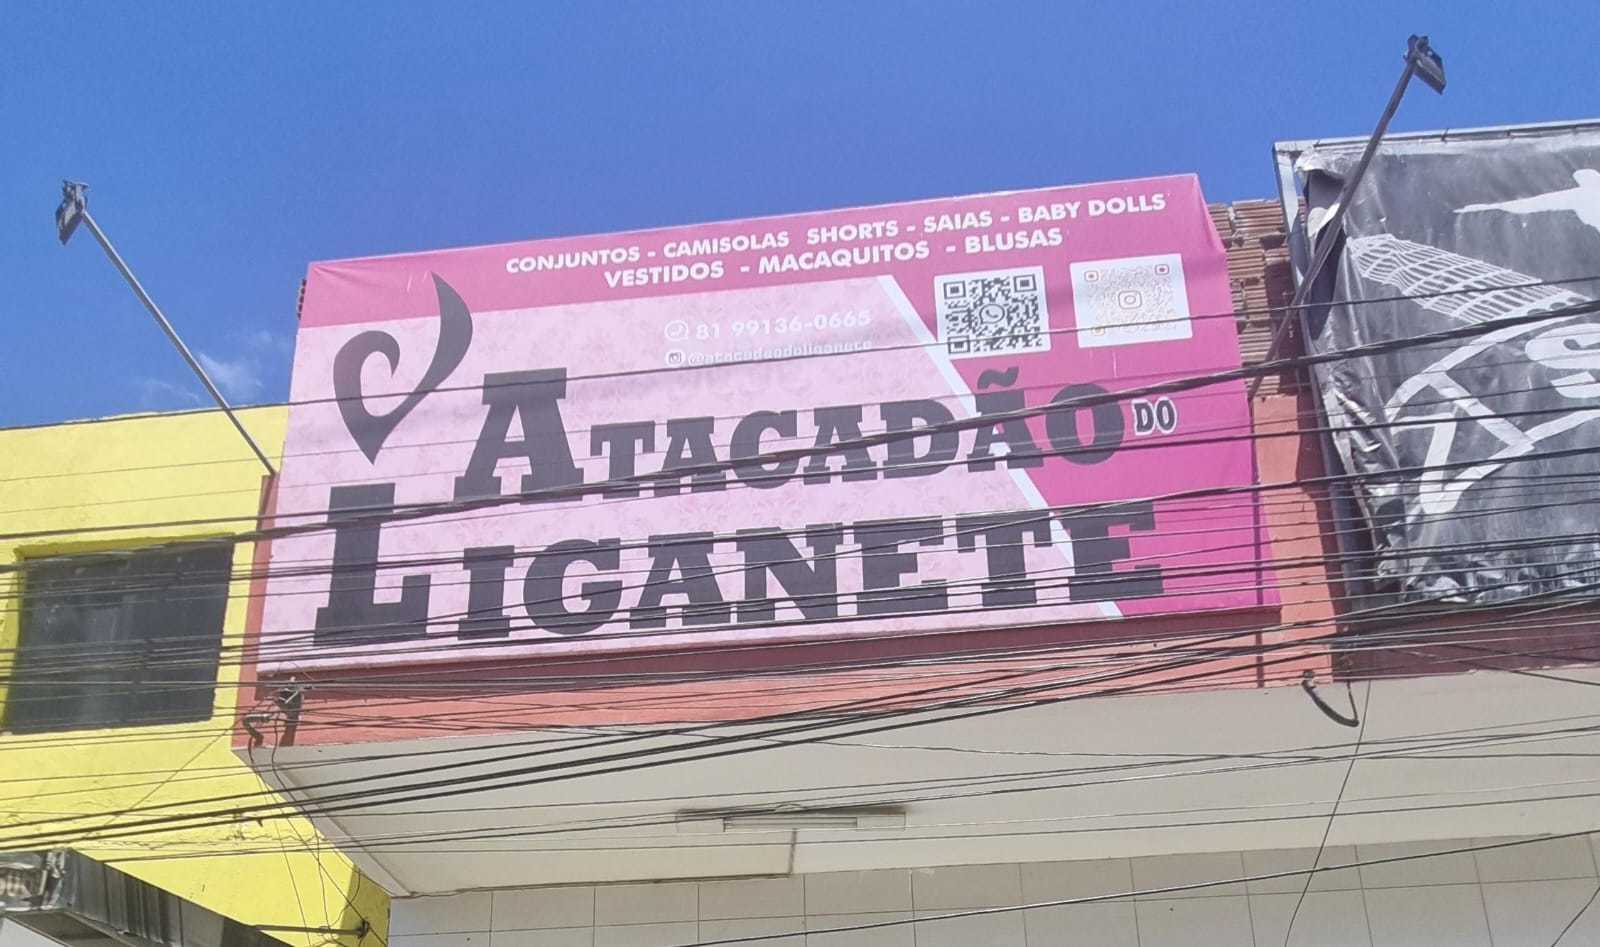 CONJUNTOS - CAMISOLAS SHORTS - SAIAS - BABY DOLLS
VESTIDOS - MACAQUITOS - BLUSAS
81 99136-0665
@atacadaodoliganete
ATACADÃO DO
LIGANETE